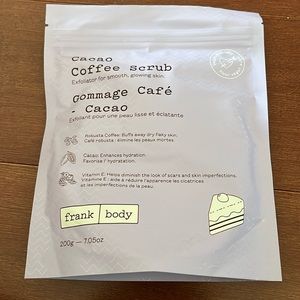 Cacao
Coffee scrub
Exfoliator for smooth, glowing skin.
Gommage Café
- Cacao
Exfoliant pour une peau lisse et éclatante
Robusta Coffee: Buffs away dry flaky skin.
Café robusta : élimine les peaux mortes.
Cacao: Enhances hydration.
Favorise l'hydratation.
Vitamin E: Helps diminish the look of scars and skin imperfections.
Vitamine E : aide à réduire l'apparence les cicatrices
et les imperfections de la peau.
frank body
200g — 7.05oz